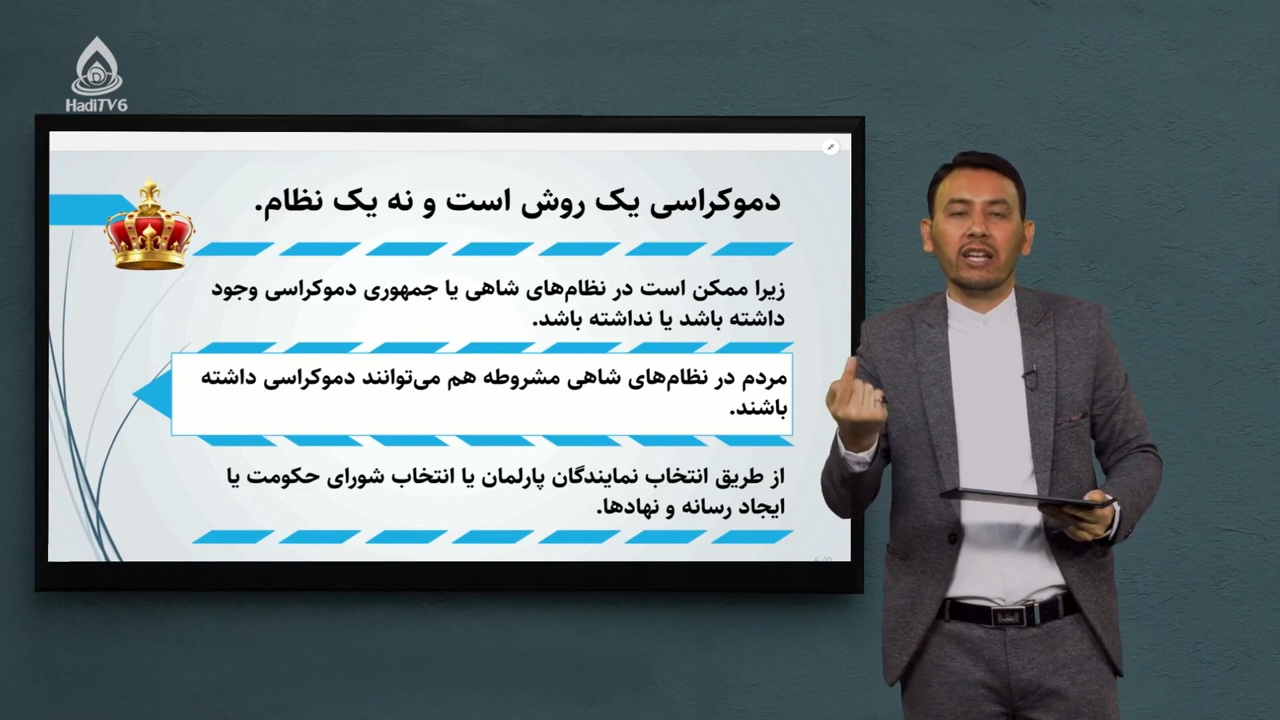 HadiTV6
دموکراسی یک روش است و نه یک نظام.
زیرا ممکن است در نظام‌های شاهی یا جمهوری دموکراسی وجود
داشته باشد یا نداشته باشد.
مردم در نظام‌های شاهی مشروطه هم می‌توانند دموکراسی داشته
باشند.
از طریق انتخاب نمایندگان پارلمان یا انتخاب شورای حکومت یا
ایجاد رسانه و نهادها.